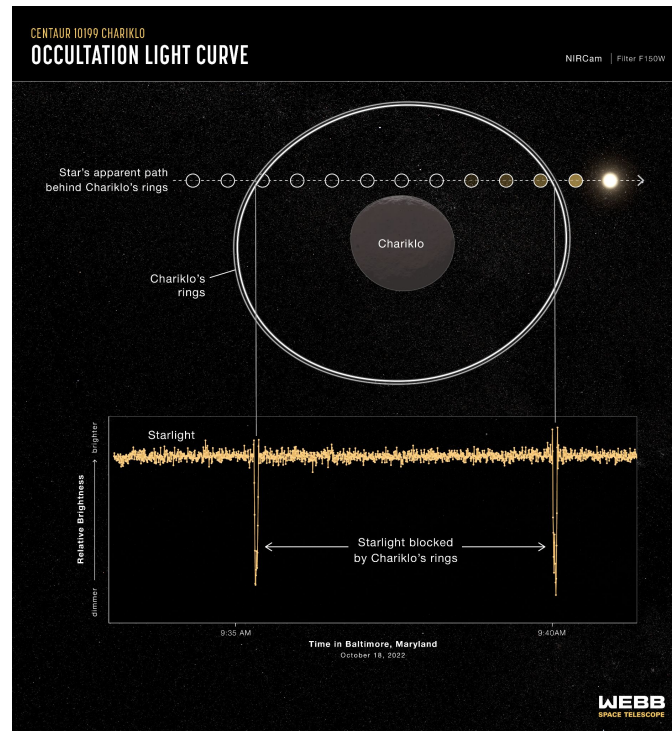 CENTAUR 10199 CHARIKLO
OCCULTATION LIGHT CURVE
NIRCam | Filter F150W
Star's apparent path
behind Chariklo's rings
Chariklo
Chariklo's
rings
Starlight
Starlight blocked
by Chariklo's rings
Relative Brightness
dimmer
brighter
9:35 AM
9:40AM
Time in Baltimore, Maryland
October 18, 2022
WEBB
SPACE TELESCOPE